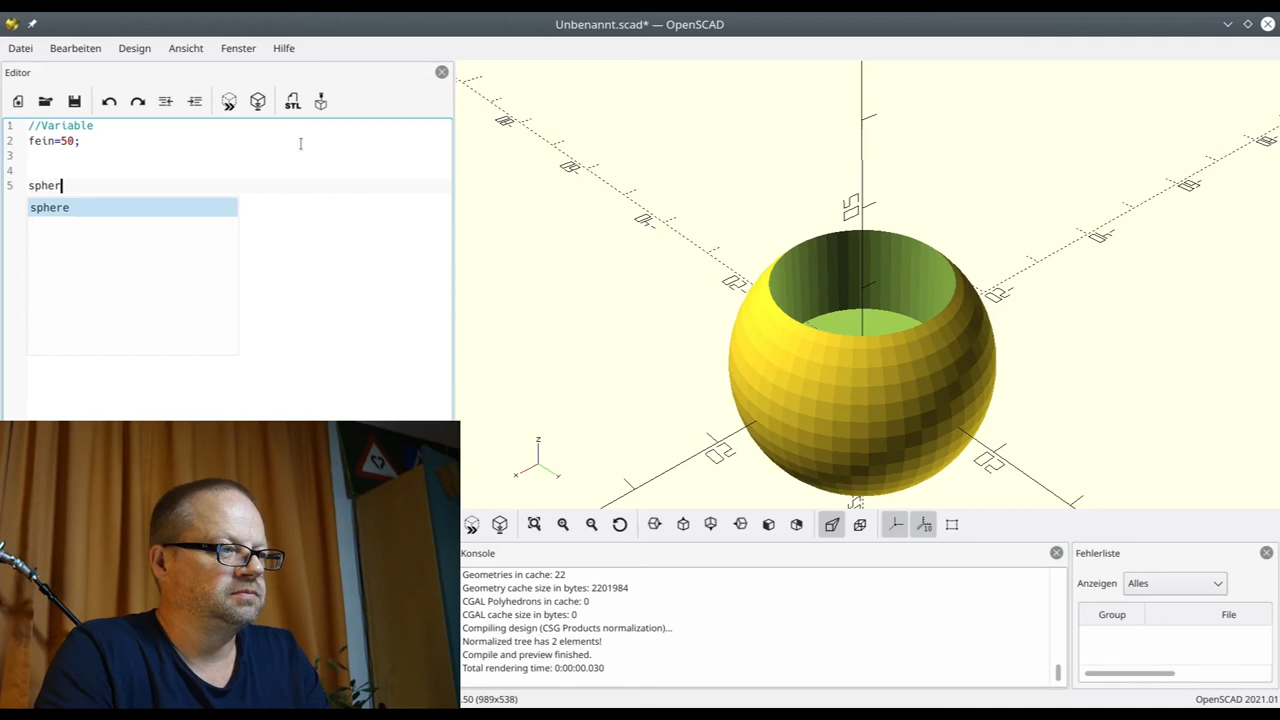 Unbenannt.scad* — OpenSCAD
Datei Bearbeiten Design Ansicht Fenster Hilfe
Editor
STL
1 //Variable
2 fein=50;
3
4
5 spher
sphere
z
x
y
Konsole
Geometries in cache: 22
Geometry cache size in bytes: 2201984
CGAL Polyhedrons in cache: 0
CGAL cache size in bytes: 0
Compiling design (CSG Products normalization)...
Normalized tree has 2 elements!
Compile and preview finished.
Total rendering time: 0:00:00.030
Fehlerliste
Anzeigen Alles
Group File
.50 (989x538)
OpenSCAD 2021.01